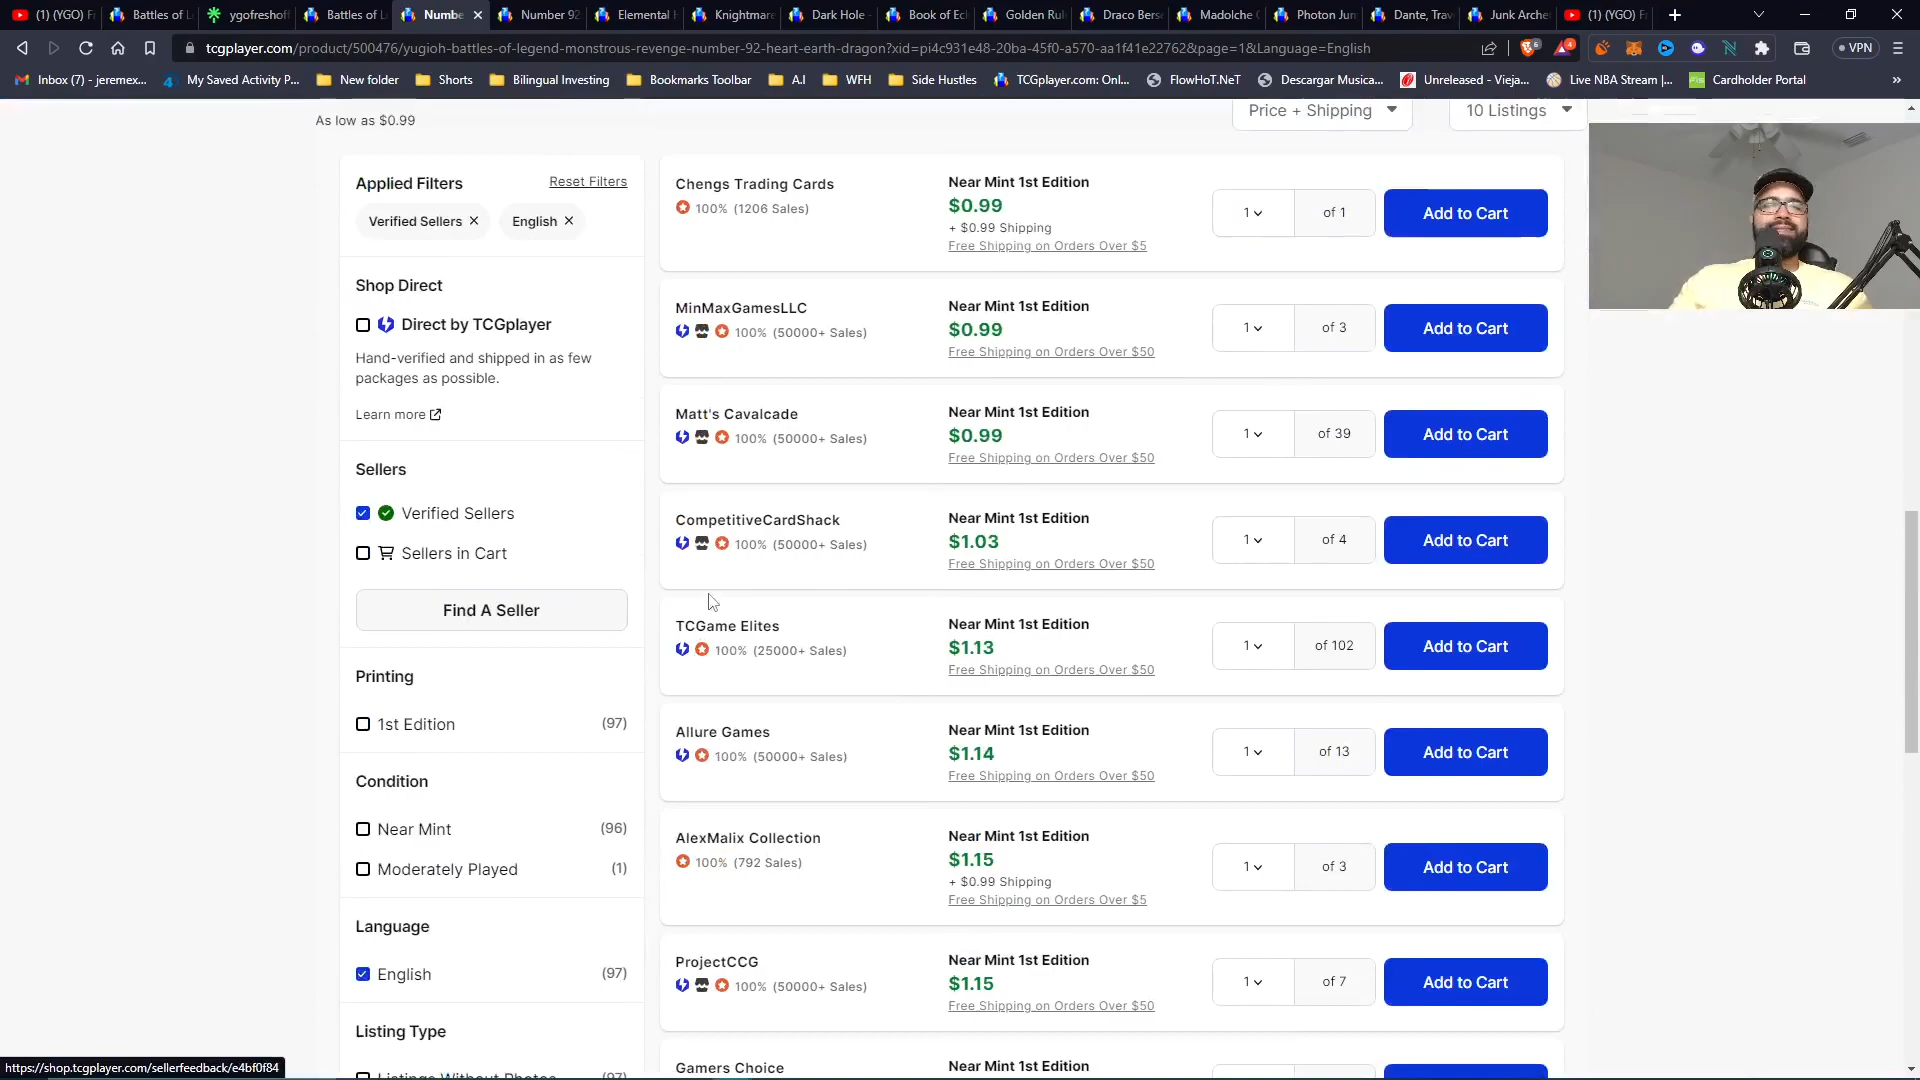 (1) (YGO) Fr
Battles of L
ygofreshoff
Battles of L
Numbe
Number 92
Elemental H
Knightmare
Dark Hole -
Book of Ecl
Golden Rul
Draco Bers
Madolche C
Photon Jun
Dante, Trav
Junk Arche
(1) (YGO) Fr
tcgplayer.com/product/500476/yugioh-battles-of-legend-monstrous-revenge-number-92-heart-earth-dragon?xid=pi4c931e48-20ba-45f0-a570-aa1f41e22762&page=1&Language=English
VPN
Inbox (7) - jeremex...
My Saved Activity P...
New folder
Shorts
Bilingual Investing
Bookmarks Toolbar
A.I
WFH
Side Hustles
TCGplayer.com: Onl...
FlowHoT.NeT
Descargar Musica...
Unreleased - Vieja...
Live NBA Stream |...
Cardholder Portal
»
As low as $0.99
Price + Shipping
10 Listings
Applied Filters
Reset Filters
Verified Sellers ✕
English ✕
Shop Direct
Direct by TCGplayer
Hand-verified and shipped in as few
packages as possible.
Learn more
Sellers
Verified Sellers
Sellers in Cart
Find A Seller
Printing
1st Edition (97)
Condition
Near Mint (96)
Moderately Played (1)
Language
English (97)
Listing Type
Listings Without Photos (97)
Chengs Trading Cards
100% (1206 Sales)
Near Mint 1st Edition
$0.99
+ $0.99 Shipping
Free Shipping on Orders Over $5
1 of 1
Add to Cart
MinMaxGamesLLC
100% (50000+ Sales)
Near Mint 1st Edition
$0.99
Free Shipping on Orders Over $50
1 of 3
Add to Cart
Matt's Cavalcade
100% (50000+ Sales)
Near Mint 1st Edition
$0.99
Free Shipping on Orders Over $50
1 of 39
Add to Cart
CompetitiveCardShack
100% (50000+ Sales)
Near Mint 1st Edition
$1.03
Free Shipping on Orders Over $50
1 of 4
Add to Cart
TCGame Elites
100% (25000+ Sales)
Near Mint 1st Edition
$1.13
Free Shipping on Orders Over $50
1 of 102
Add to Cart
Allure Games
100% (50000+ Sales)
Near Mint 1st Edition
$1.14
Free Shipping on Orders Over $50
1 of 13
Add to Cart
AlexMalix Collection
100% (792 Sales)
Near Mint 1st Edition
$1.15
+ $0.99 Shipping
Free Shipping on Orders Over $5
1 of 3
Add to Cart
ProjectCCG
100% (50000+ Sales)
Near Mint 1st Edition
$1.15
Free Shipping on Orders Over $50
1 of 7
Add to Cart
Gamers Choice
Near Mint 1st Edition
https://shop.tcgplayer.com/sellerfeedback/e4bf0f84